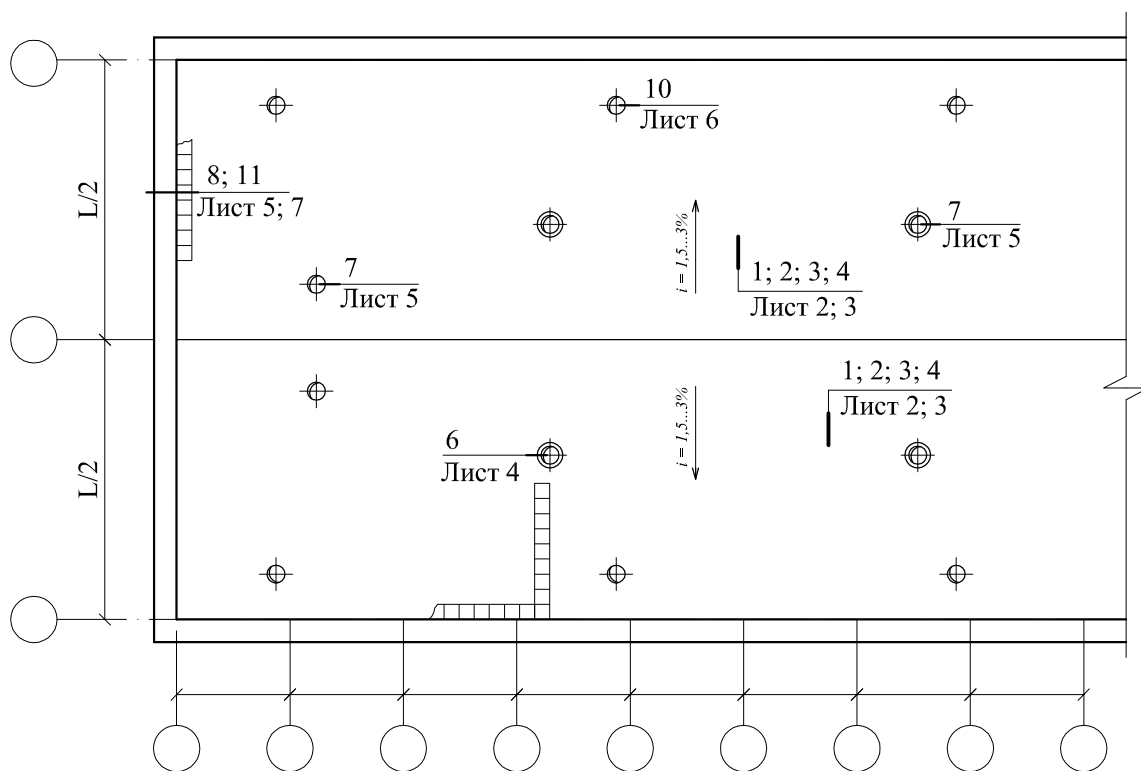 10
Лист 6
8; 11
Лист 5; 7
L/2
7
Лист 5
i = 1,5...3%
7
Лист 5
1; 2; 3; 4
Лист 2; 3
1; 2; 3; 4
Лист 2; 3
i = 1,5...3%
6
Лист 4
L/2